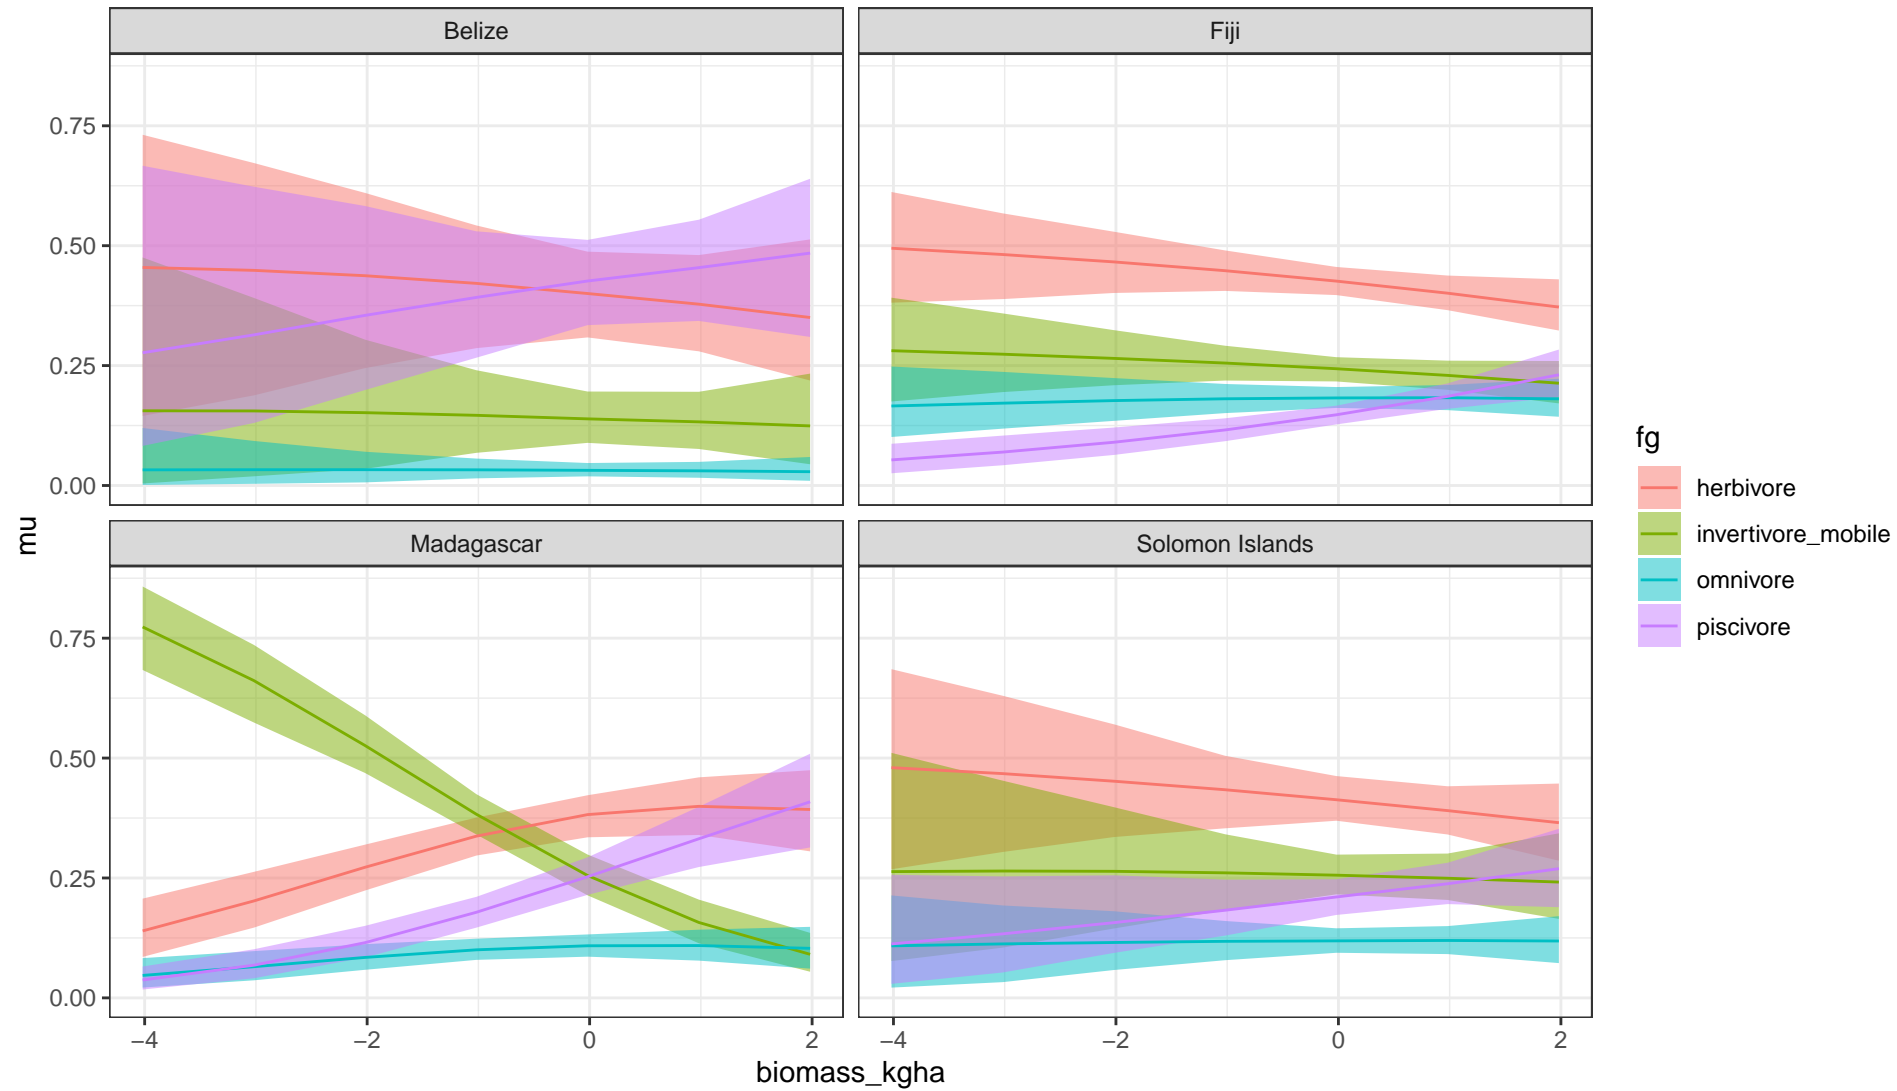 Belize
Fiji
0.75
0.50
0.25
0.00
Madagascar
Solomon Islands
0.75
0.50
0.25
0.00
−4
−2
0
2
−4
−2
0
2
biomass_kgha
mu
fg
herbivore
invertivore_mobile
omnivore
piscivore